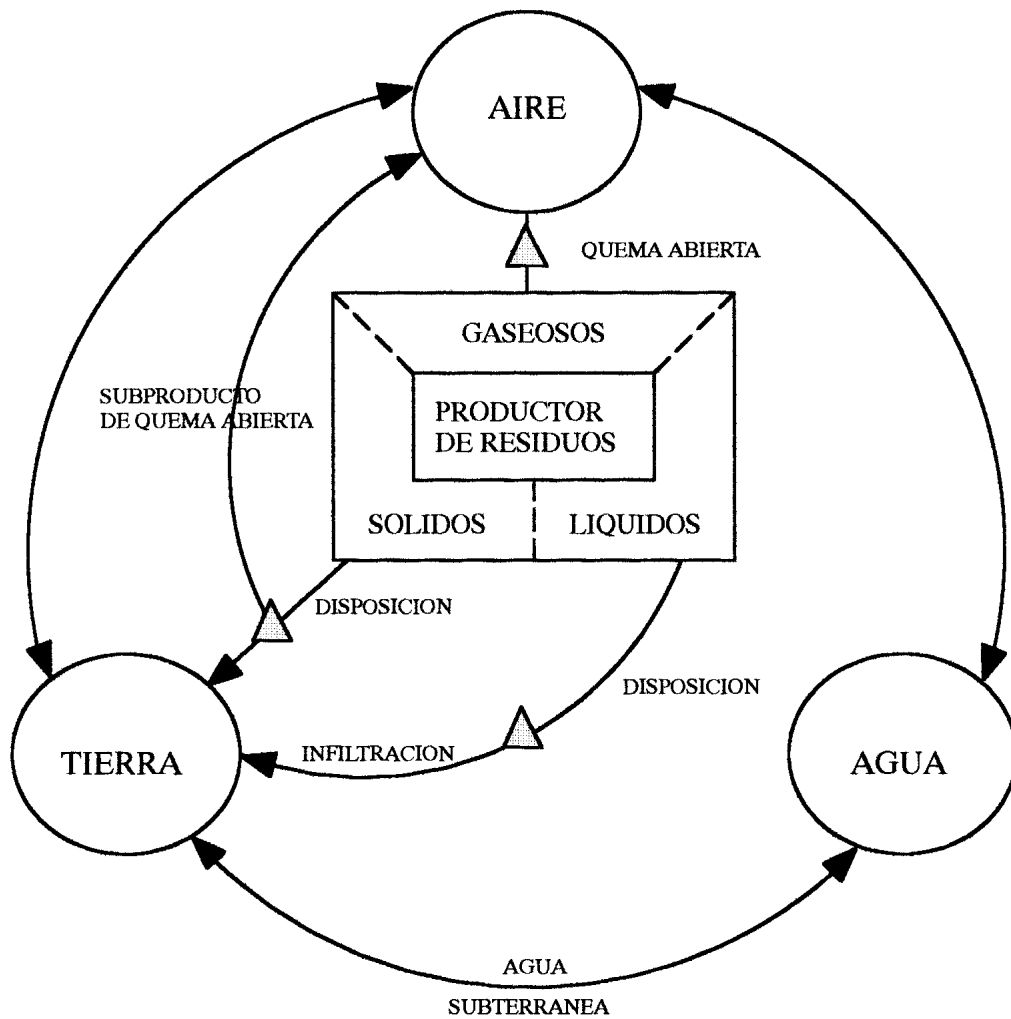 AIRE
QUEMA ABIERTA
GASEOSOS
SUBPRODUCTO
DE QUEMA ABIERTA
PRODUCTOR
DE RESIDUOS
SOLIDOS
LIQUIDOS
DISPOSICION
DISPOSICION
INFILTRACION
TIERRA
AGUA
AGUA
SUBTERRANEA